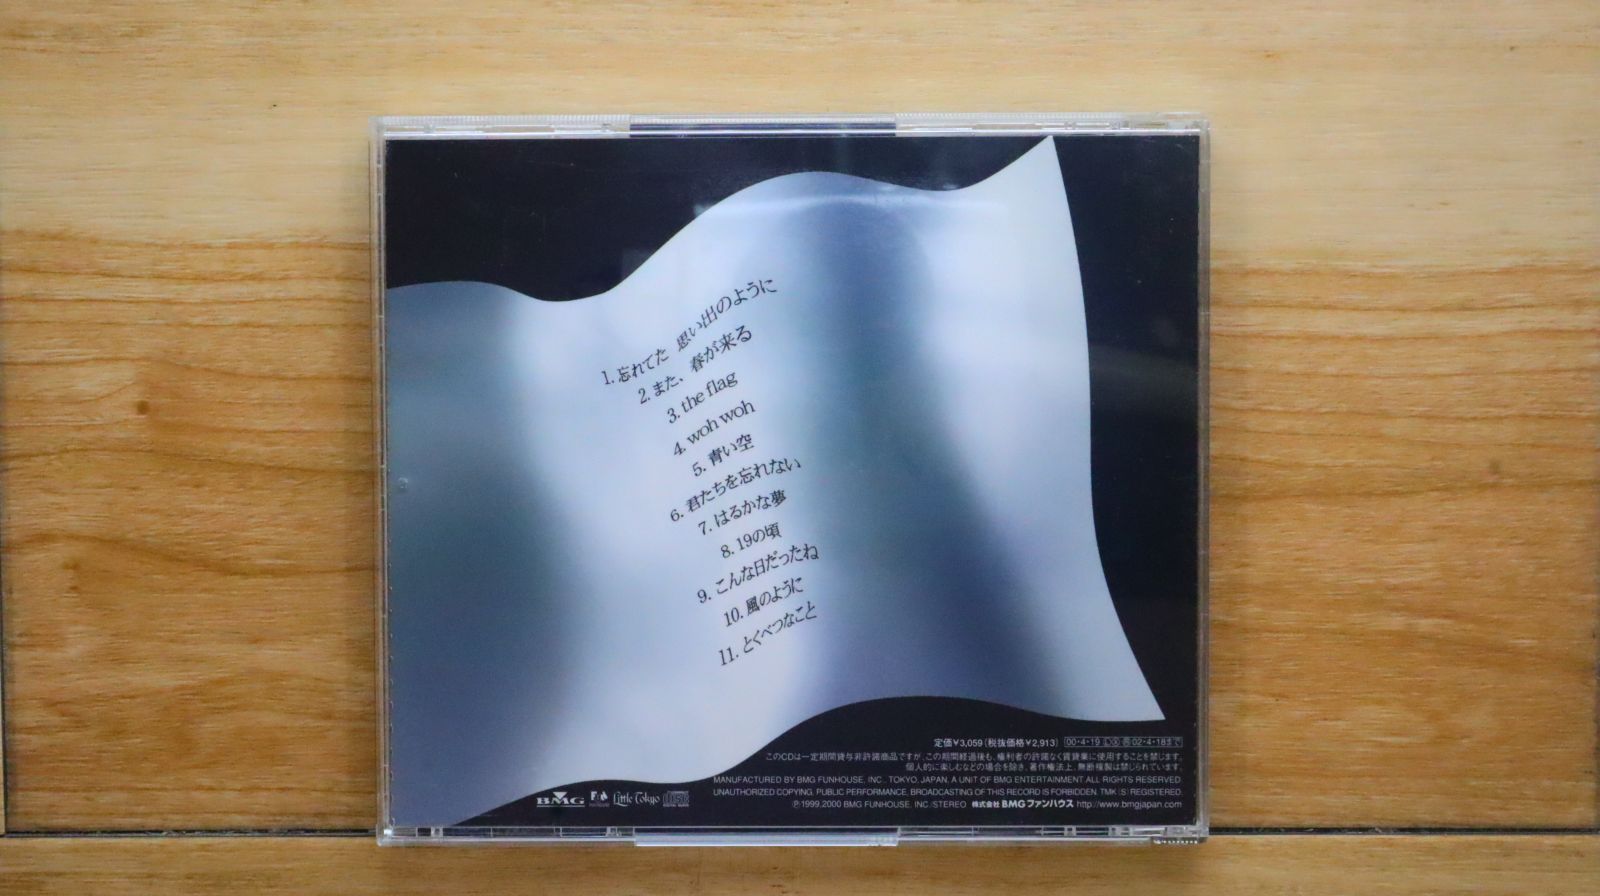 1. 忘れてた 思い出のように
2. また、春が来る
3. the flag
4. woh woh
5. 青い空
6. 君たちを忘れない
7. はるかな夢
8. 19の頃
9. こんな日だったね
10. 風のように
11. とくべつなこと
定価¥3,059(税抜価格¥2,913) 00・4・19 Ⓛ Ⓧ 再 02・4・18まで
このCDは一定期間貸与非許諾商品ですが、この期間経過後も、権利者の許諾なく賃貸業に使用することを禁じます。
個人的に楽しむなどの場合を除き、著作権法上、無断複製は禁じられています。
MANUFACTURED BY BMG FUNHOUSE, INC., TOKYO, JAPAN, A UNIT OF BMG ENTERTAINMENT. ALL RIGHTS RESERVED.
UNAUTHORIZED COPYING, PUBLIC PERFORMANCE, BROADCASTING OF THIS RECORD IS FORBIDDEN. TMK (S) REGISTERED.
BMG Little Tokyo disc ℗1999,2000 BMG FUNHOUSE, INC./STEREO 株式会社BMGファンハウス http://www.bmgjapan.com